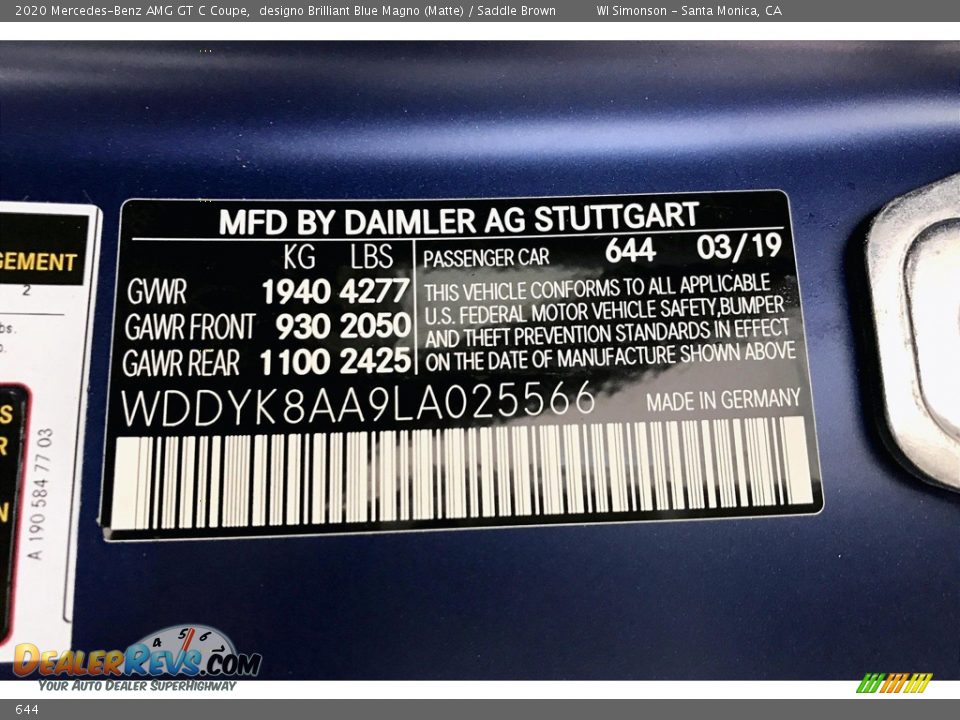 2020 Mercedes-Benz AMG GT C Coupe, designo Brilliant Blue Magno (Matte) / Saddle Brown WI Simonson - Santa Monica, CA
MFD BY DAIMLER AG STUTTGART
KG LBS
GVWR 1940 4277
GAWR FRONT 930 2050
GAWR REAR 1100 2425
PASSENGER CAR 644 03/19
THIS VEHICLE CONFORMS TO ALL APPLICABLE
U.S. FEDERAL MOTOR VEHICLE SAFETY,BUMPER
AND THEFT PREVENTION STANDARDS IN EFFECT
ON THE DATE OF MANUFACTURE SHOWN ABOVE
WDDYK8AA9LA025566 MADE IN GERMANY
GEMENT
2
A 190 584 77 03
4 5 6
DEALERREVS.COM
YOUR AUTO DEALER SUPERHIGHWAY
644